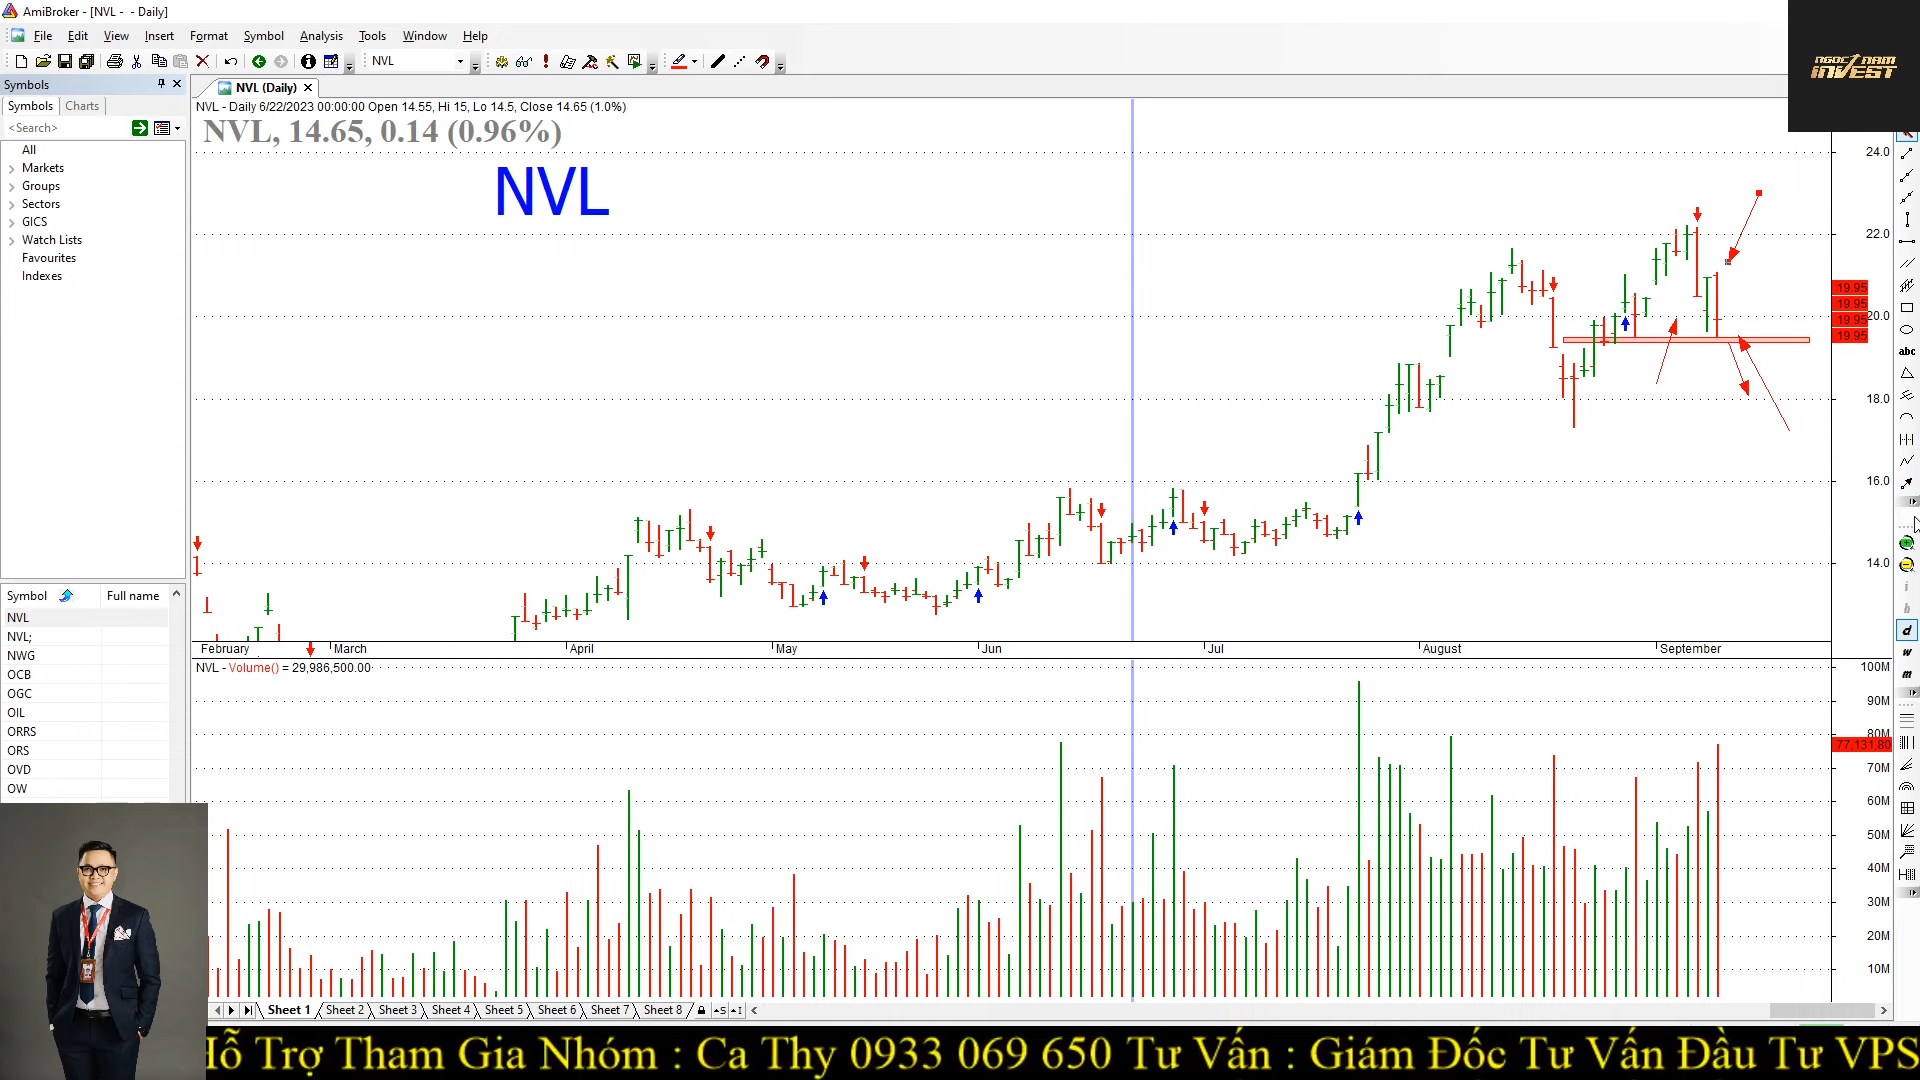 AmiBroker - [NVL - - Daily]
File Edit View Insert Format Symbol Analysis Tools Window Help
NVL
NGOC NAM
INVEST
Symbols
NVL (Daily)
Symbols Charts
<Search>
All
Markets
Groups
Sectors
GICS
Watch Lists
Favourites
Indexes
Symbol Full name
NVL
NVL;
NWG
OCB
OGC
OIL
ORRS
ORS
OVD
OW
NVL - Daily 6/22/2023 00:00:00 Open 14.55, Hi 15, Lo 14.5, Close 14.65 (1.0%)
NVL, 14.65, 0.14 (0.96%)
NVL
24.0
22.0
19.95
19.95
19.95 20.0
19.95
18.0
16.0
14.0
February March April May Jun Jul August September
NVL - Volume() = 29,986,500.00
100M
90M
80M
77,131,80
70M
60M
50M
40M
30M
20M
10M
abc
i
h
d
w
m
Sheet 1 Sheet 2 Sheet 3 Sheet 4 Sheet 5 Sheet 6 Sheet 7 Sheet 8
Hỗ Trợ Tham Gia Nhóm : Ca Thy 0933 069 650 Tư Vấn : Giám Đốc Tư Vấn Đầu Tư VPS